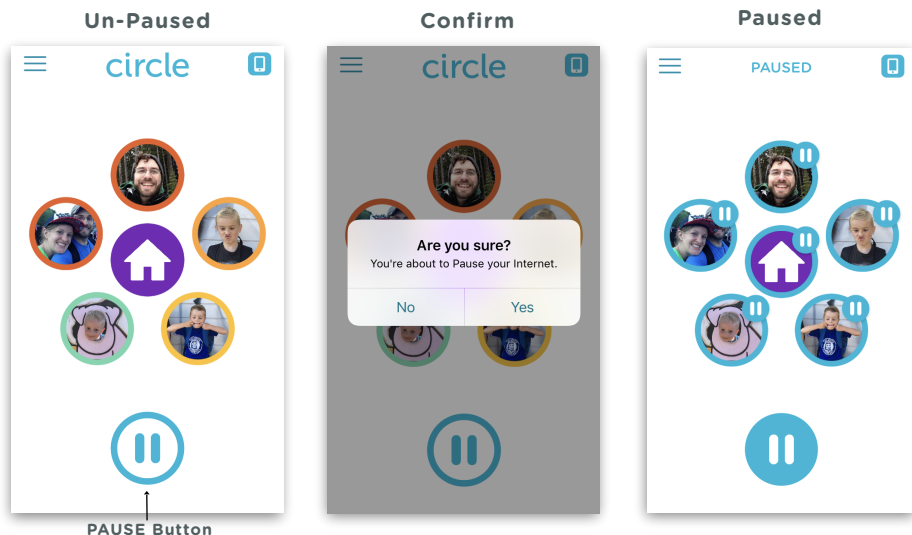 Un-Paused
circle
PAUSE Button
Confirm
circle
Are you sure?
You're about to Pause your Internet.
No Yes
Paused
PAUSED